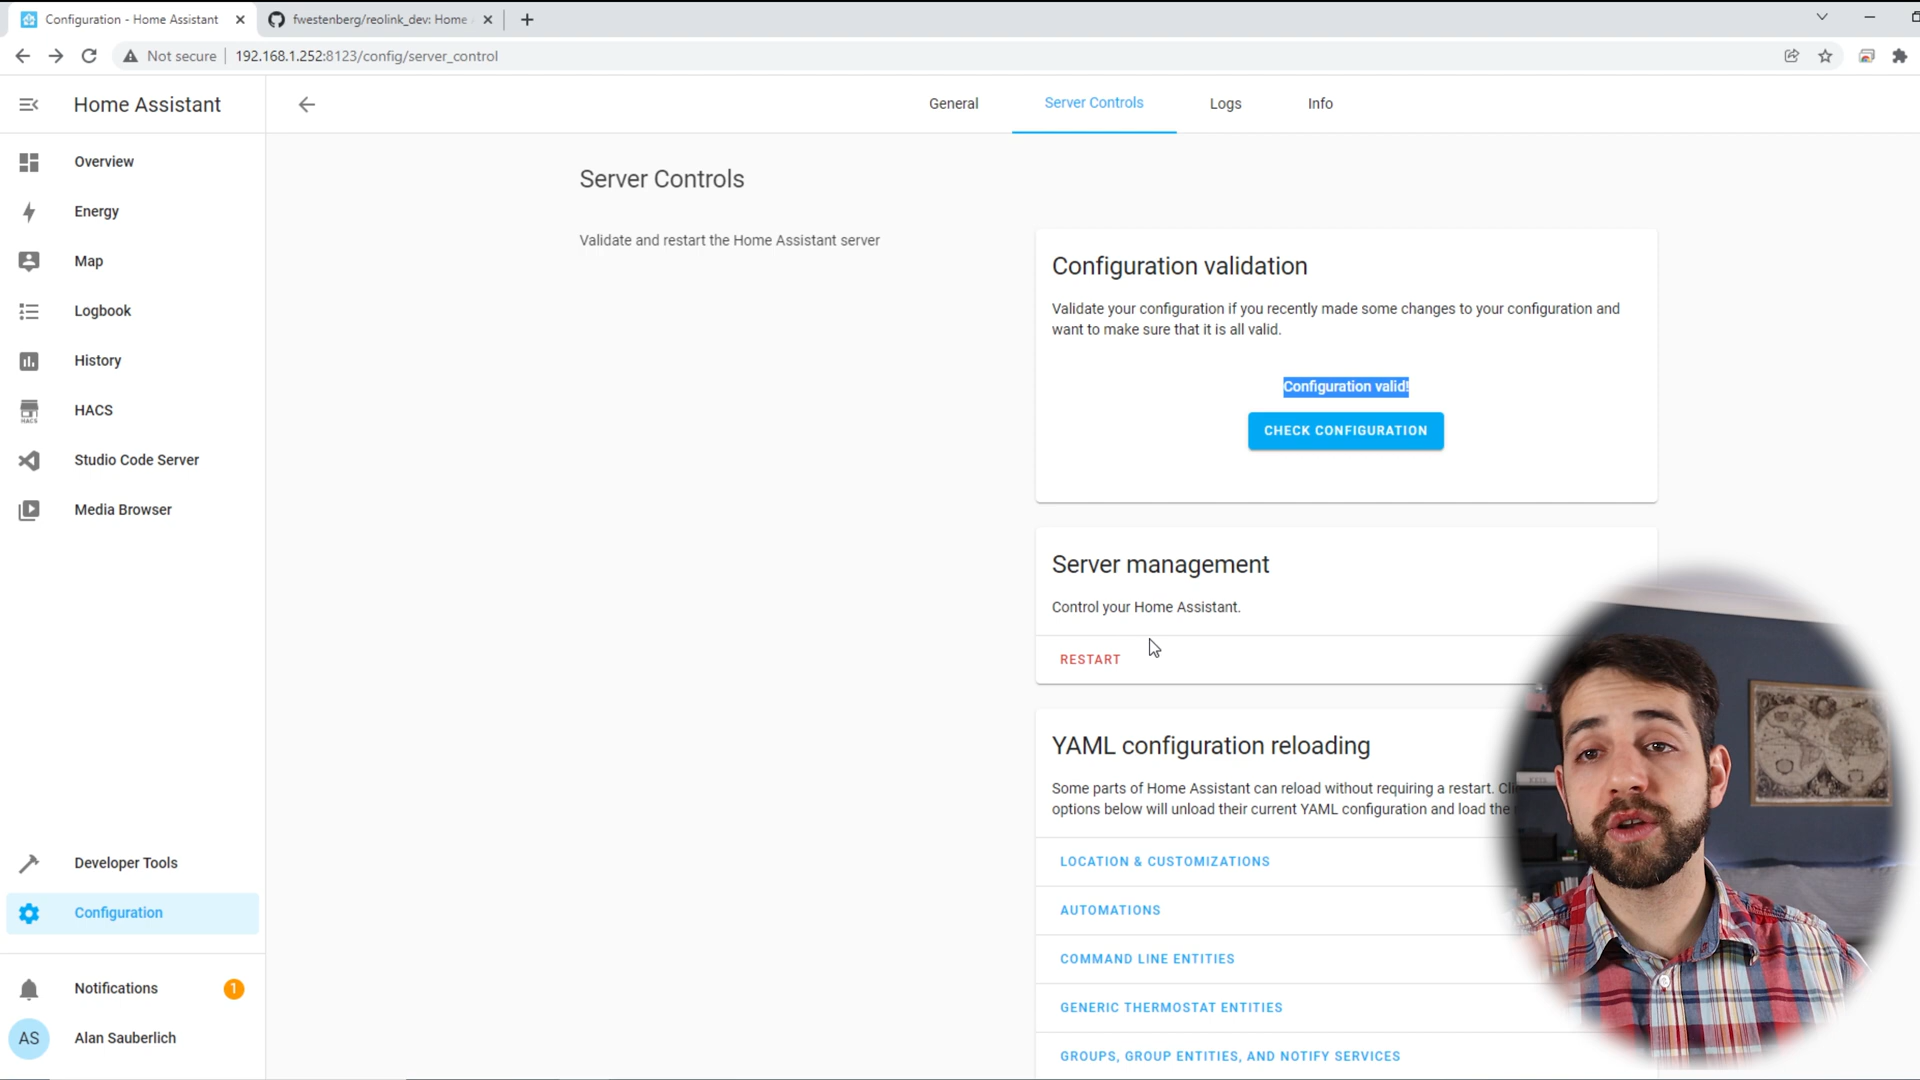 Configuration - Home Assistant
fwestenberg/reolink_dev: Home
Not secure
192.168.1.252:8123/config/server_control
Home Assistant
General
Server Controls
Logs
Info
Overview
Energy
Map
Logbook
History
HACS
Studio Code Server
Media Browser
Developer Tools
Configuration
Notifications
1
AS
Alan Sauberlich
Server Controls
Validate and restart the Home Assistant server
Configuration validation
Validate your configuration if you recently made some changes to your configuration and
want to make sure that it is all valid.
Configuration valid!
CHECK CONFIGURATION
Server management
Control your Home Assistant.
RESTART
YAML configuration reloading
Some parts of Home Assistant can reload without requiring a restart.
options below will unload their current YAML configuration and load the
LOCATION & CUSTOMIZATIONS
AUTOMATIONS
COMMAND LINE ENTITIES
GENERIC THERMOSTAT ENTITIES
GROUPS, GROUP ENTITIES, AND NOTIFY SERVICES